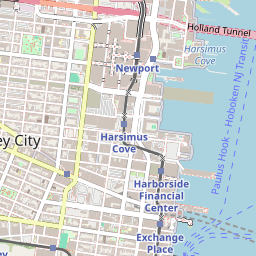 Holland Tunnel
Harsimus
Cove
Newport
Paulus Hook - Hoboken NJ Transit
ey City
Harsimus
Cove
Harborside
Financial
Center
Exchange
Place